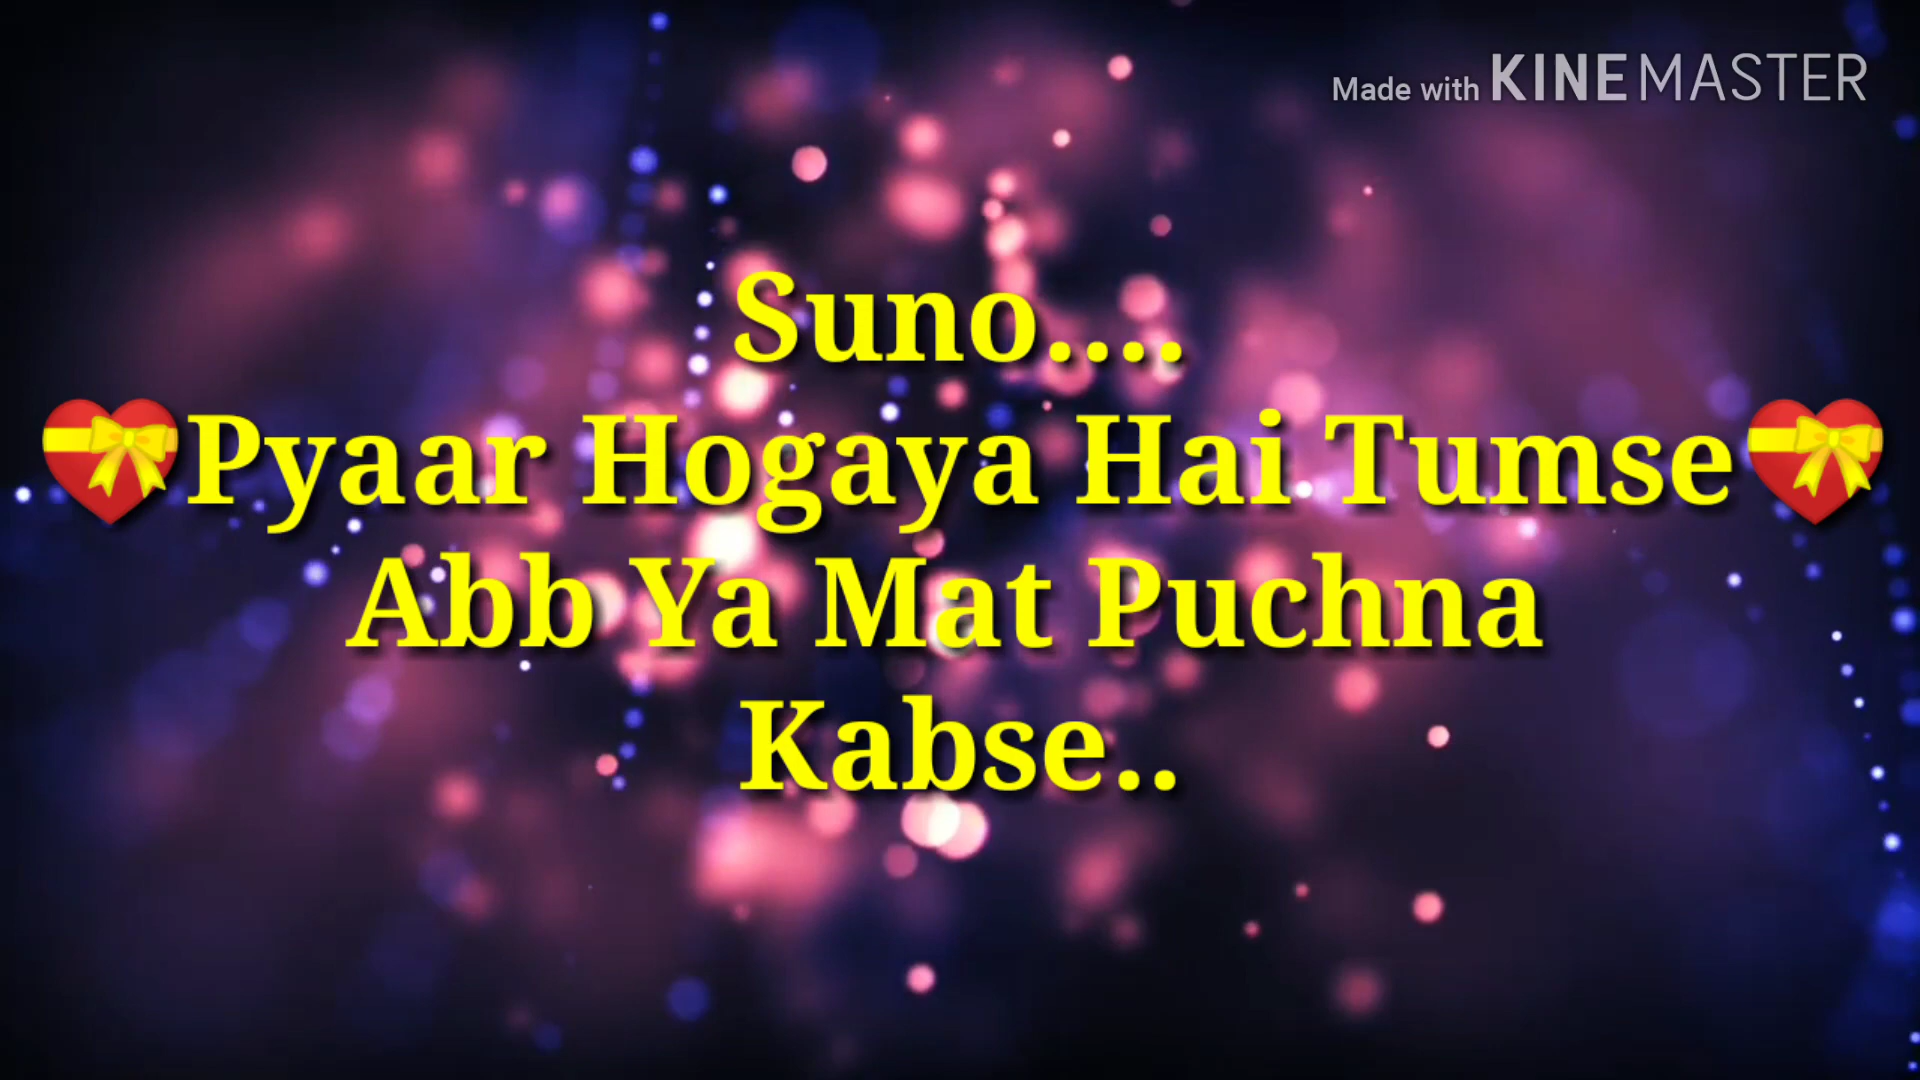 Made with KINEMASTER
Suno....
💝Pyaar Hogaya Hai Tumse💝
Abb Ya Mat Puchna
Kabse..